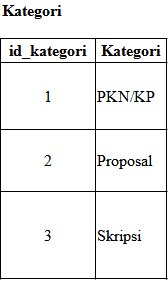 Kategori
id_kategori Kategori
1 PKN/KP
2 Proposal
3 Skripsi